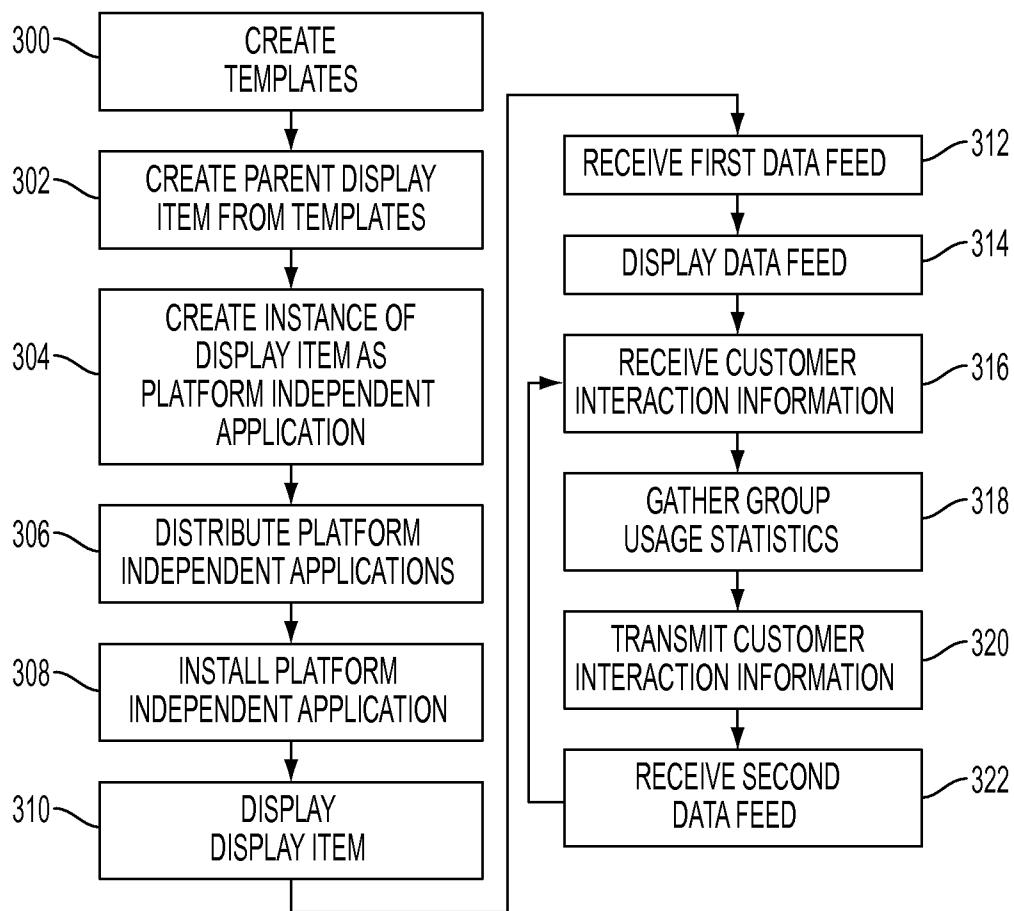 300
CREATE
TEMPLATES
302
CREATE PARENT DISPLAY
ITEM FROM TEMPLATES
304
CREATE INSTANCE OF
DISPLAY ITEM AS
PLATFORM INDEPENDENT
APPLICATION
306
DISTRIBUTE PLATFORM
INDEPENDENT APPLICATIONS
308
INSTALL PLATFORM
INDEPENDENT APPLICATION
310
DISPLAY
DISPLAY ITEM
RECEIVE FIRST DATA FEED
312
DISPLAY DATA FEED
314
RECEIVE CUSTOMER
INTERACTION INFORMATION
316
GATHER GROUP
USAGE STATISTICS
318
TRANSMIT CUSTOMER
INTERACTION INFORMATION
320
RECEIVE SECOND
DATA FEED
322